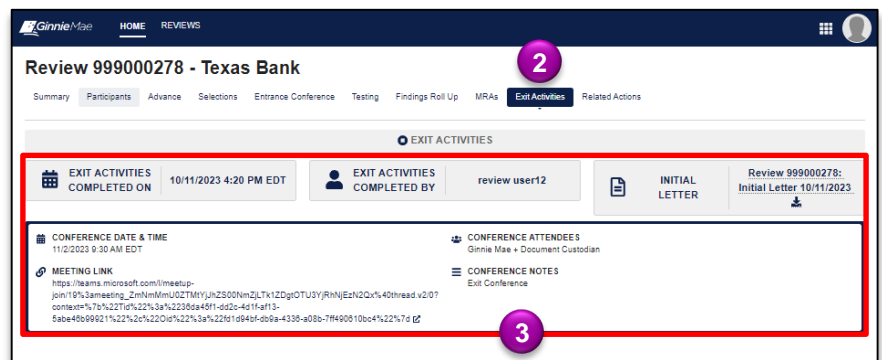 GinnieMae HOME REVIEWS
Review 999000278 - Texas Bank
2
Summary Participants Advance Selections Entrance Conference Testing Findings Roll Up MRAs Exit Activities Related Actions
EXIT ACTIVITIES
EXIT ACTIVITIES
COMPLETED ON
10/11/2023 4:20 PM EDT
EXIT ACTIVITIES
COMPLETED BY
review user12
INITIAL
LETTER
Review 999000278:
Initial Letter 10/11/2023
CONFERENCE DATE & TIME
11/2/2023 9:30 AM EDT
CONFERENCE ATTENDEES
Ginnie Mae + Document Custodian
MEETING LINK
https://teams.microsoft.com/l/meetup-
join/19%3ameeting_ZmNmMmU0ZTMtYjJhZS00NmZjLTk1ZDgtOTU3YjRhNjEzN2Qx%40thread.v2/0?
context=%7b%22Tid%22%3a%2236da45f1-dd2c-4d1f-af13-
5abe46b99921%22%2c%22Oid%22%3a%22fd1d94bf-db9a-4336-a08b-7ff490610bc4%22%7d
CONFERENCE NOTES
Exit Conference
3